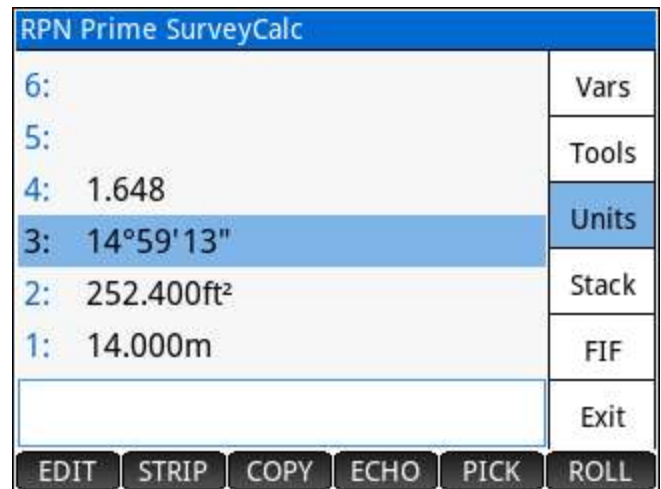 RPN Prime SurveyCalc
6:
5:
4: 1.648
3: 14°59'13"
2: 252.400ft²
1: 14.000m
Vars
Tools
Units
Stack
FIF
Exit
EDIT STRIP COPY ECHO PICK ROLL